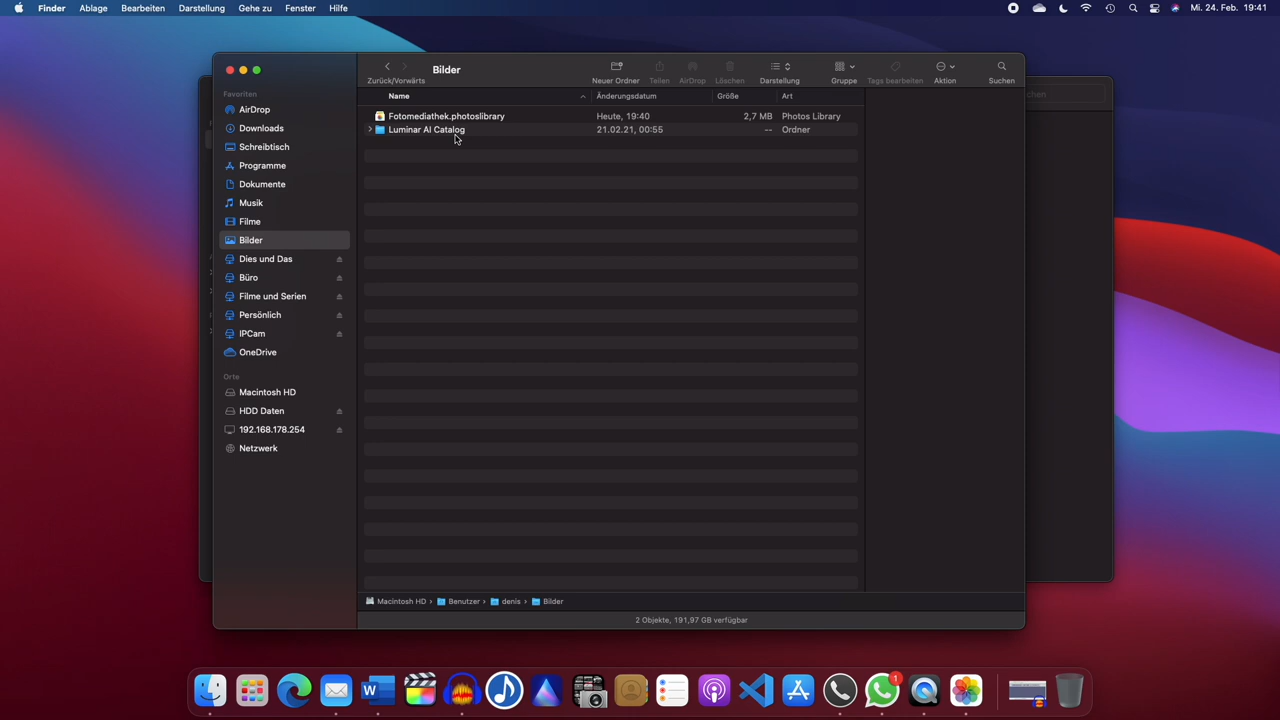 Finder Ablage Bearbeiten Darstellung Gehe zu Fenster Hilfe Mi. 24. Feb. 19:41
Bilder
Zurück/Vorwärts Neuer Ordner Teilen AirDrop Löschen Darstellung Gruppe Tags bearbeiten Aktion Suchen
Favoriten
AirDrop
Downloads
Schreibtisch
Programme
Dokumente
Musik
Filme
Bilder
Dies und Das
Büro
Filme und Serien
Persönlich
IPCam
OneDrive
Orte
Macintosh HD
HDD Daten
192.168.178.254
Netzwerk
Name Änderungsdatum Größe Art
Fotomediathek.photoslibrary Heute, 19:40 2,7 MB Photos Library
Luminar AI Catalog 21.02.21, 00:55 -- Ordner
Macintosh HD › Benutzer › denis › Bilder
2 Objekte, 191,97 GB verfügbar
W
1